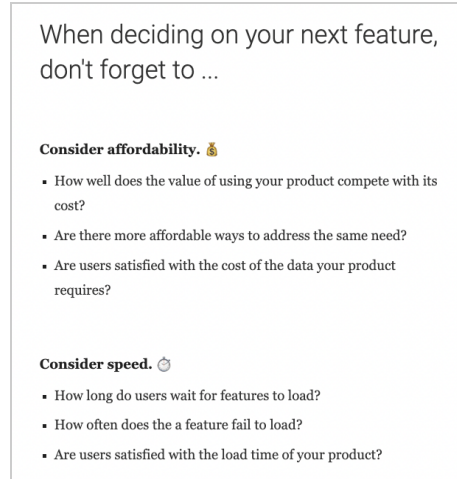 When deciding on your next feature,
don't forget to ...
Consider affordability. 💰
▪ How well does the value of using your product compete with its
cost?
▪ Are there more affordable ways to address the same need?
▪ Are users satisfied with the cost of the data your product
requires?
Consider speed. ⏱
▪ How long do users wait for features to load?
▪ How often does the a feature fail to load?
▪ Are users satisfied with the load time of your product?